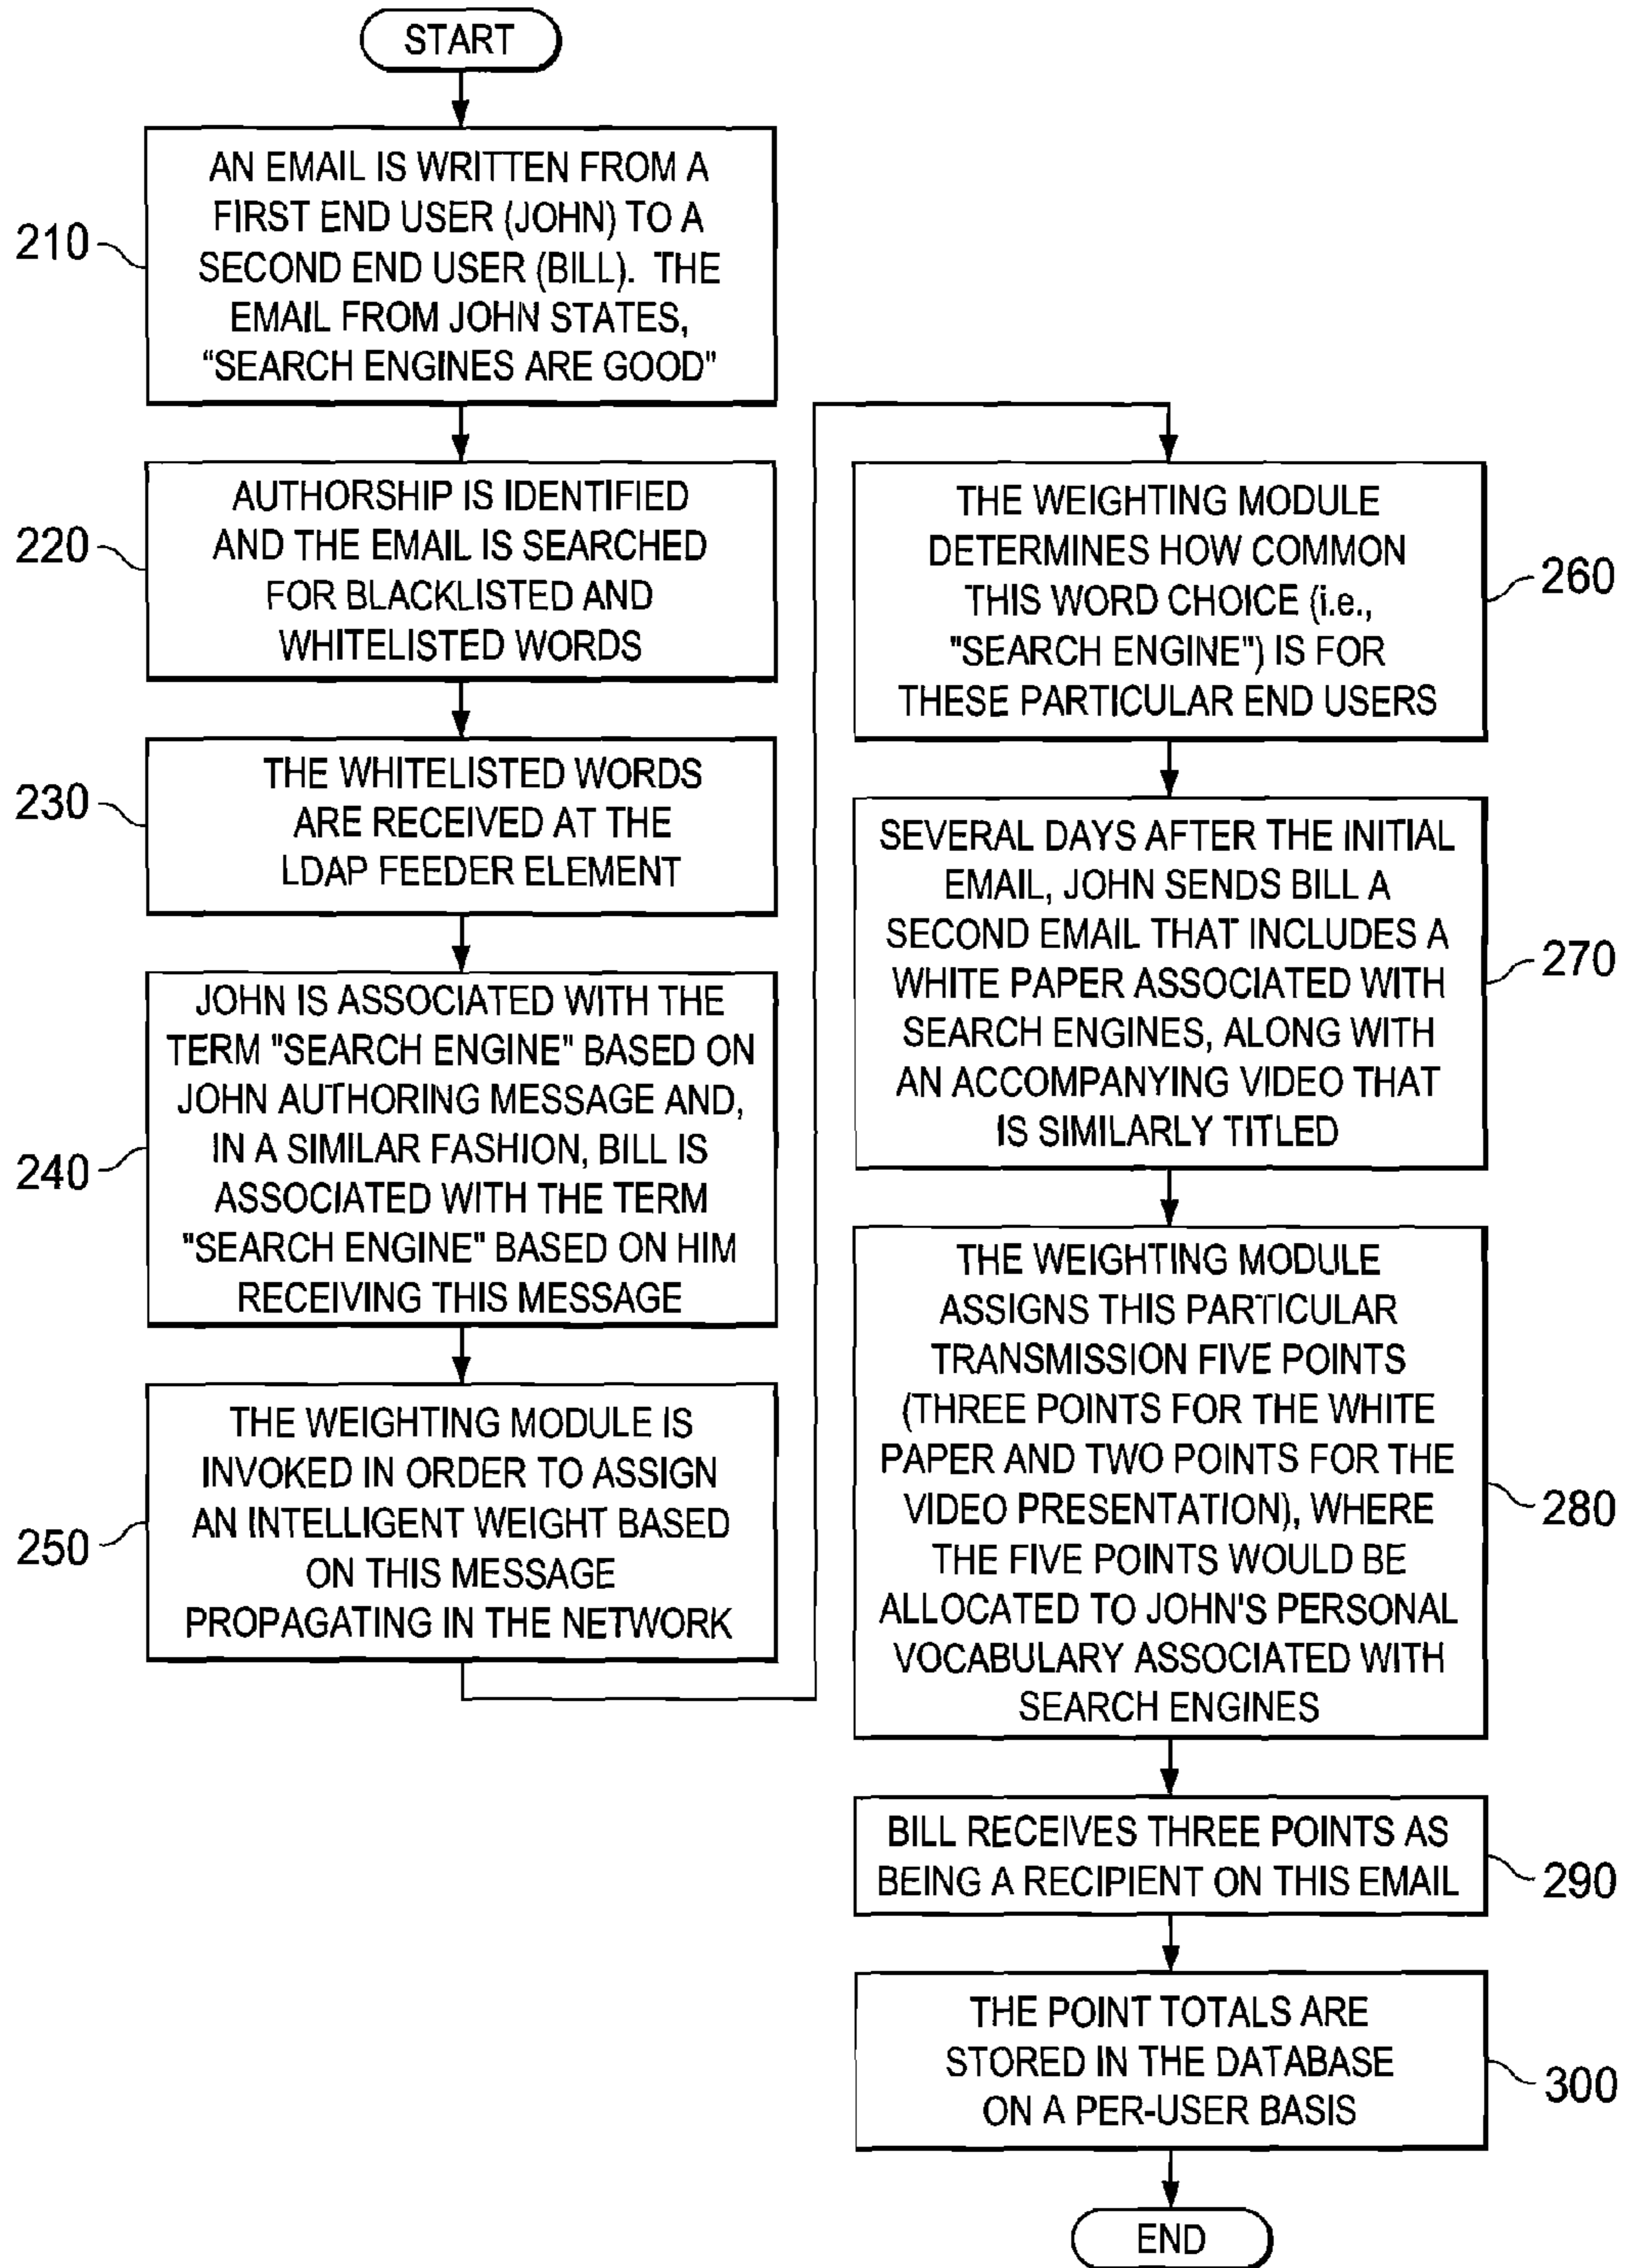 START
210
AN EMAIL IS WRITTEN FROM A
FIRST END USER (JOHN) TO A
SECOND END USER (BILL). THE
EMAIL FROM JOHN STATES,
“SEARCH ENGINES ARE GOOD"
220
AUTHORSHIP IS IDENTIFIED
AND THE EMAIL IS SEARCHED
FOR BLACKLISTED AND
WHITELISTED WORDS
230
THE WHITELISTED WORDS
ARE RECEIVED AT THE
LDAP FEEDER ELEMENT
240
JOHN IS ASSOCIATED WITH THE
TERM "SEARCH ENGINE" BASED ON
JOHN AUTHORING MESSAGE AND,
IN A SIMILAR FASHION, BILL IS
ASSOCIATED WITH THE TERM
"SEARCH ENGINE" BASED ON HIM
RECEIVING THIS MESSAGE
250
THE WEIGHTING MODULE IS
INVOKED IN ORDER TO ASSIGN
AN INTELLIGENT WEIGHT BASED
ON THIS MESSAGE
PROPAGATING IN THE NETWORK
THE WEIGHTING MODULE
DETERMINES HOW COMMON
THIS WORD CHOICE (i.e.,
"SEARCH ENGINE") IS FOR
THESE PARTICULAR END USERS
260
SEVERAL DAYS AFTER THE INITIAL
EMAIL, JOHN SENDS BILL A
SECOND EMAIL THAT INCLUDES A
WHITE PAPER ASSOCIATED WITH
SEARCH ENGINES, ALONG WITH
AN ACCOMPANYING VIDEO THAT
IS SIMILARLY TITLED
270
THE WEIGHTING MODULE
ASSIGNS THIS PARTICULAR
TRANSMISSION FIVE POINTS
(THREE POINTS FOR THE WHITE
PAPER AND TWO POINTS FOR THE
VIDEO PRESENTATION), WHERE
THE FIVE POINTS WOULD BE
ALLOCATED TO JOHN'S PERSONAL
VOCABULARY ASSOCIATED WITH
SEARCH ENGINES
280
BILL RECEIVES THREE POINTS AS
BEING A RECIPIENT ON THIS EMAIL
290
THE POINT TOTALS ARE
STORED IN THE DATABASE
ON A PER-USER BASIS
300
END